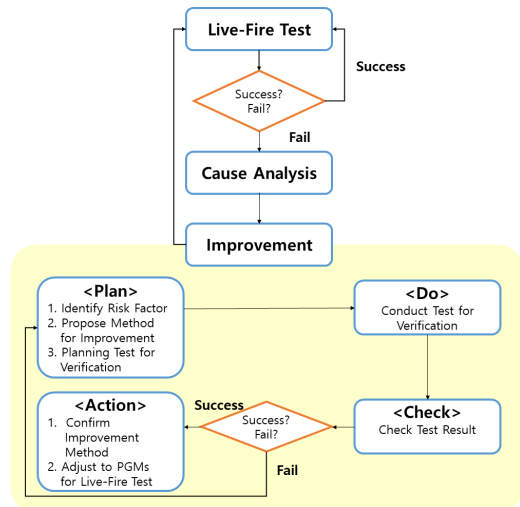 Live-Fire Test
Success
Success?
Fail?
Fail
Cause Analysis
Improvement
<Plan>
1. Identify Risk Factor
2. Propose Method
for Improvement
3. Planning Test for
Verification
<Do>
Conduct Test for
Verification
<Action>
1. Confirm
Improvement
Method
2. Adjust to PGMs
for Live-Fire Test
Success
Success?
Fail?
Fail
<Check>
Check Test Result